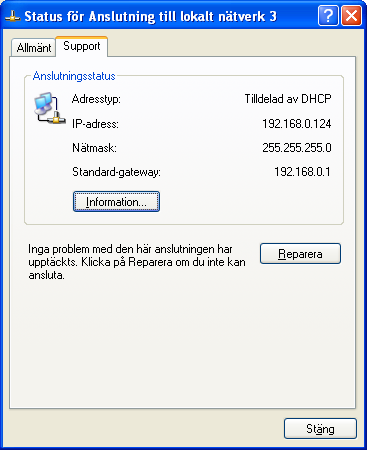 Status för Anslutning till lokalt nätverk 3
Allmänt Support
Anslutningsstatus
Adresstyp: Tilldelad av DHCP
IP-adress: 192.168.0.124
Nätmask: 255.255.255.0
Standard-gateway: 192.168.0.1
Information...
Inga problem med den här anslutningen har
upptäckts. Klicka på Reparera om du inte kan
ansluta.
Reparera
Stäng